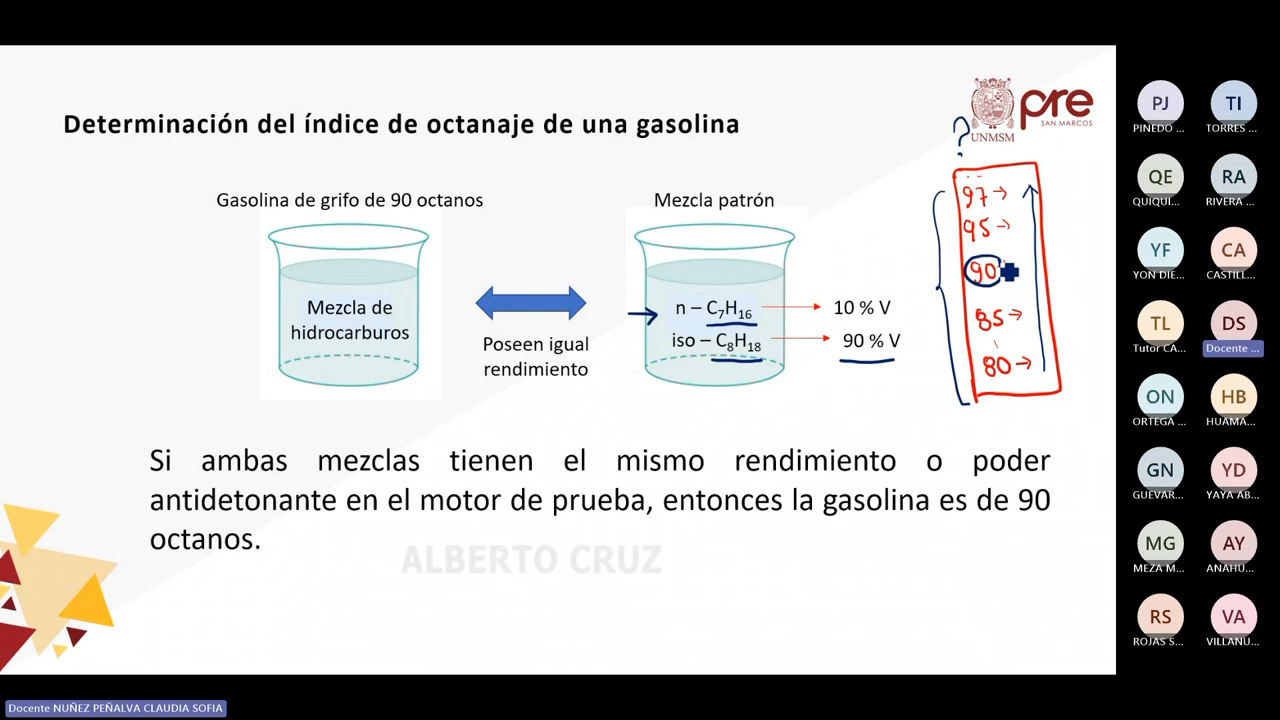 Determinación del índice de octanaje de una gasolina
UNMSM
pre
SAN MARCOS
?
Gasolina de grifo de 90 octanos
Mezcla patrón
97 →
95 →
90
85 →
80 →
Mezcla de
hidrocarburos
Poseen igual
rendimiento
n – C₇H₁₆ → 10 % V
iso – C₈H₁₈ → 90 % V
Si ambas mezclas tienen el mismo rendimiento o poder
antidetonante en el motor de prueba, entonces la gasolina es de 90
octanos.
ALBERTO CRUZ
PJ
PINEDO ...
TI
TORRES ...
QE
QUIQUI...
RA
RIVERA ...
YF
YON DIE...
CA
CASTILL...
TL
Tutor CA...
DS
Docente ...
ON
ORTEGA ...
HB
HUAMA...
GN
GUEVAR...
YD
YAYA AB...
MG
MEZA M...
AY
ANAHU...
RS
ROJAS S...
VA
VILLANU...
Docente NUÑEZ PEÑALVA CLAUDIA SOFIA